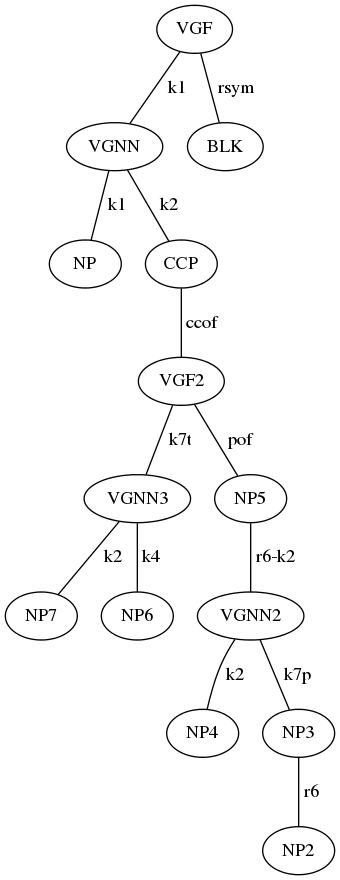 VGF
k1 rsym
VGNN BLK
k1 k2
NP CCP
ccof
VGF2
k7t pof
VGNN3 NP5
k2 k4 r6-k2
NP7 NP6 VGNN2
k2 k7p
NP4 NP3
r6
NP2